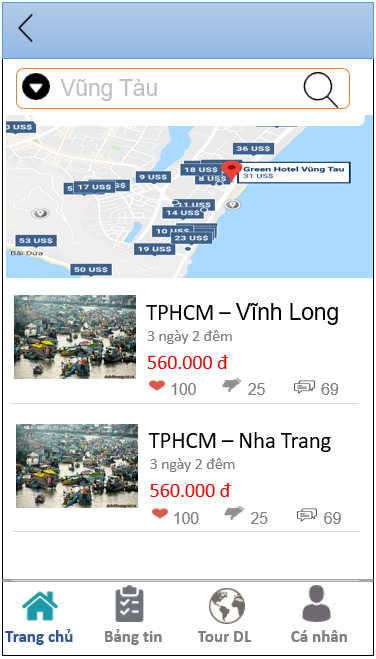 Vũng Tàu
0 US$
36 US$
18 US$
Green Hotel Vũng Tau
31 US$
9 US$
8 US$
17 US$
11 US$
14 US$
10 US$
23 US$
53 US$
19 US$
Bãi Dứa
50 US$
TPHCM – Vĩnh Long
3 ngày 2 đêm
560.000 đ
100 25 69
TPHCM – Nha Trang
3 ngày 2 đêm
560.000 đ
100 25 69
Trang chủ Bảng tin Tour DL Cá nhân